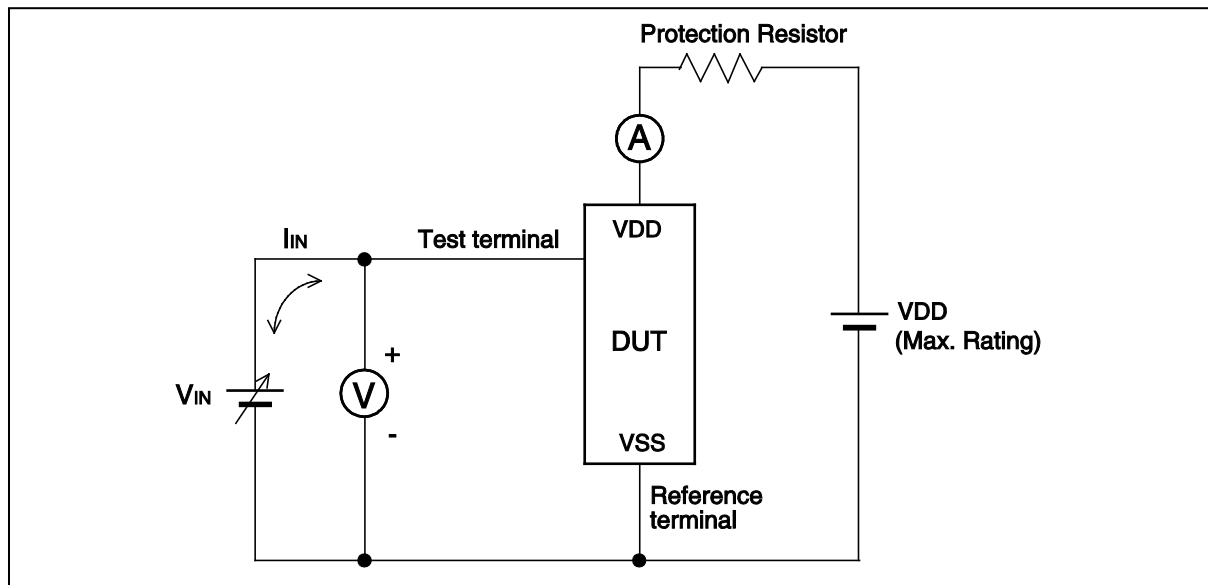 Protection Resistor
A
VDD
IIN
Test terminal
DUT
VDD
(Max. Rating)
+
VIN
V
-
VSS
Reference
terminal